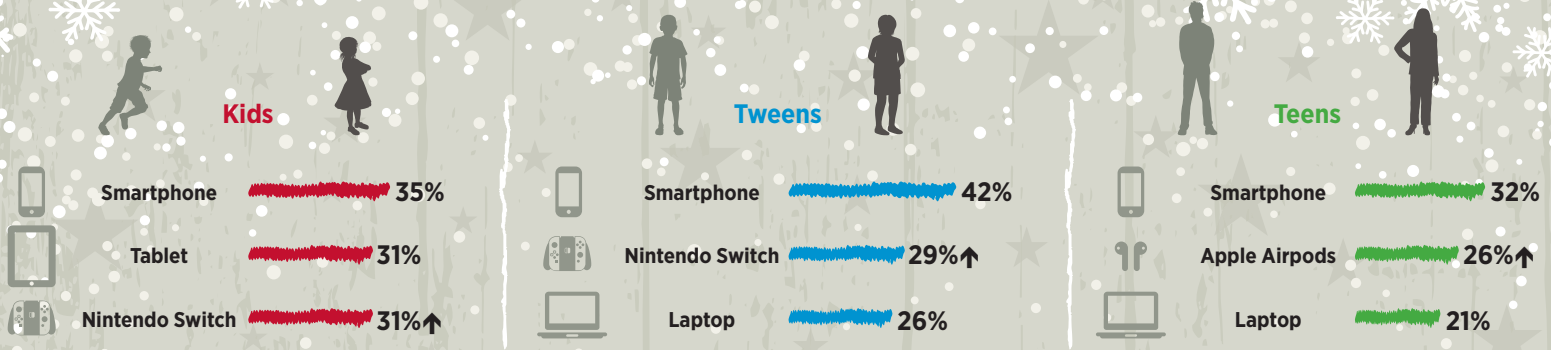 Kids
Smartphone 35%
Tablet 31%
Nintendo Switch 31%↑
Tweens
Smartphone 42%
Nintendo Switch 29%↑
Laptop 26%
Teens
Smartphone 32%
Apple Airpods 26%↑
Laptop 21%